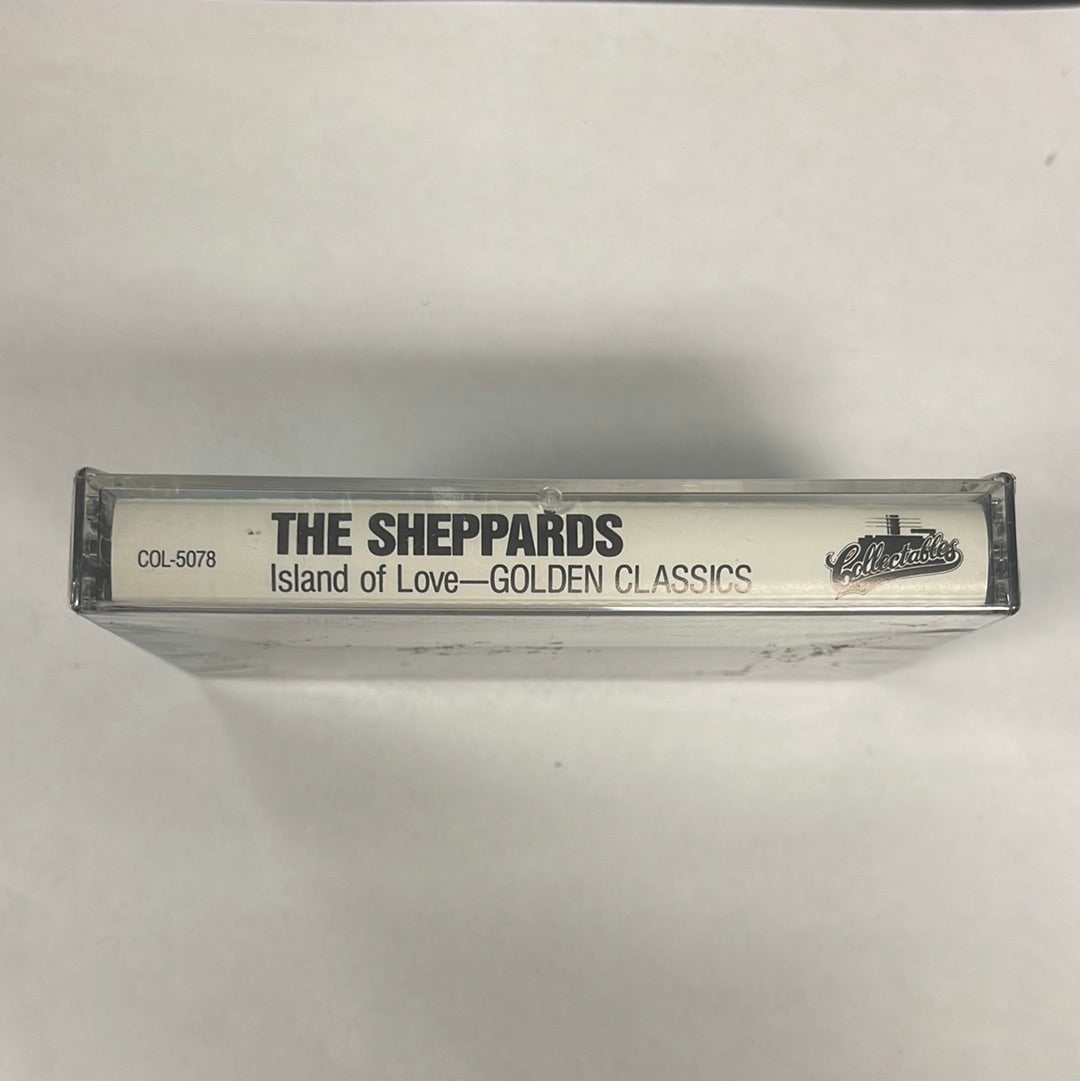 COL-5078
THE SHEPPARDS
Island of Love—GOLDEN CLASSICS
Collectables